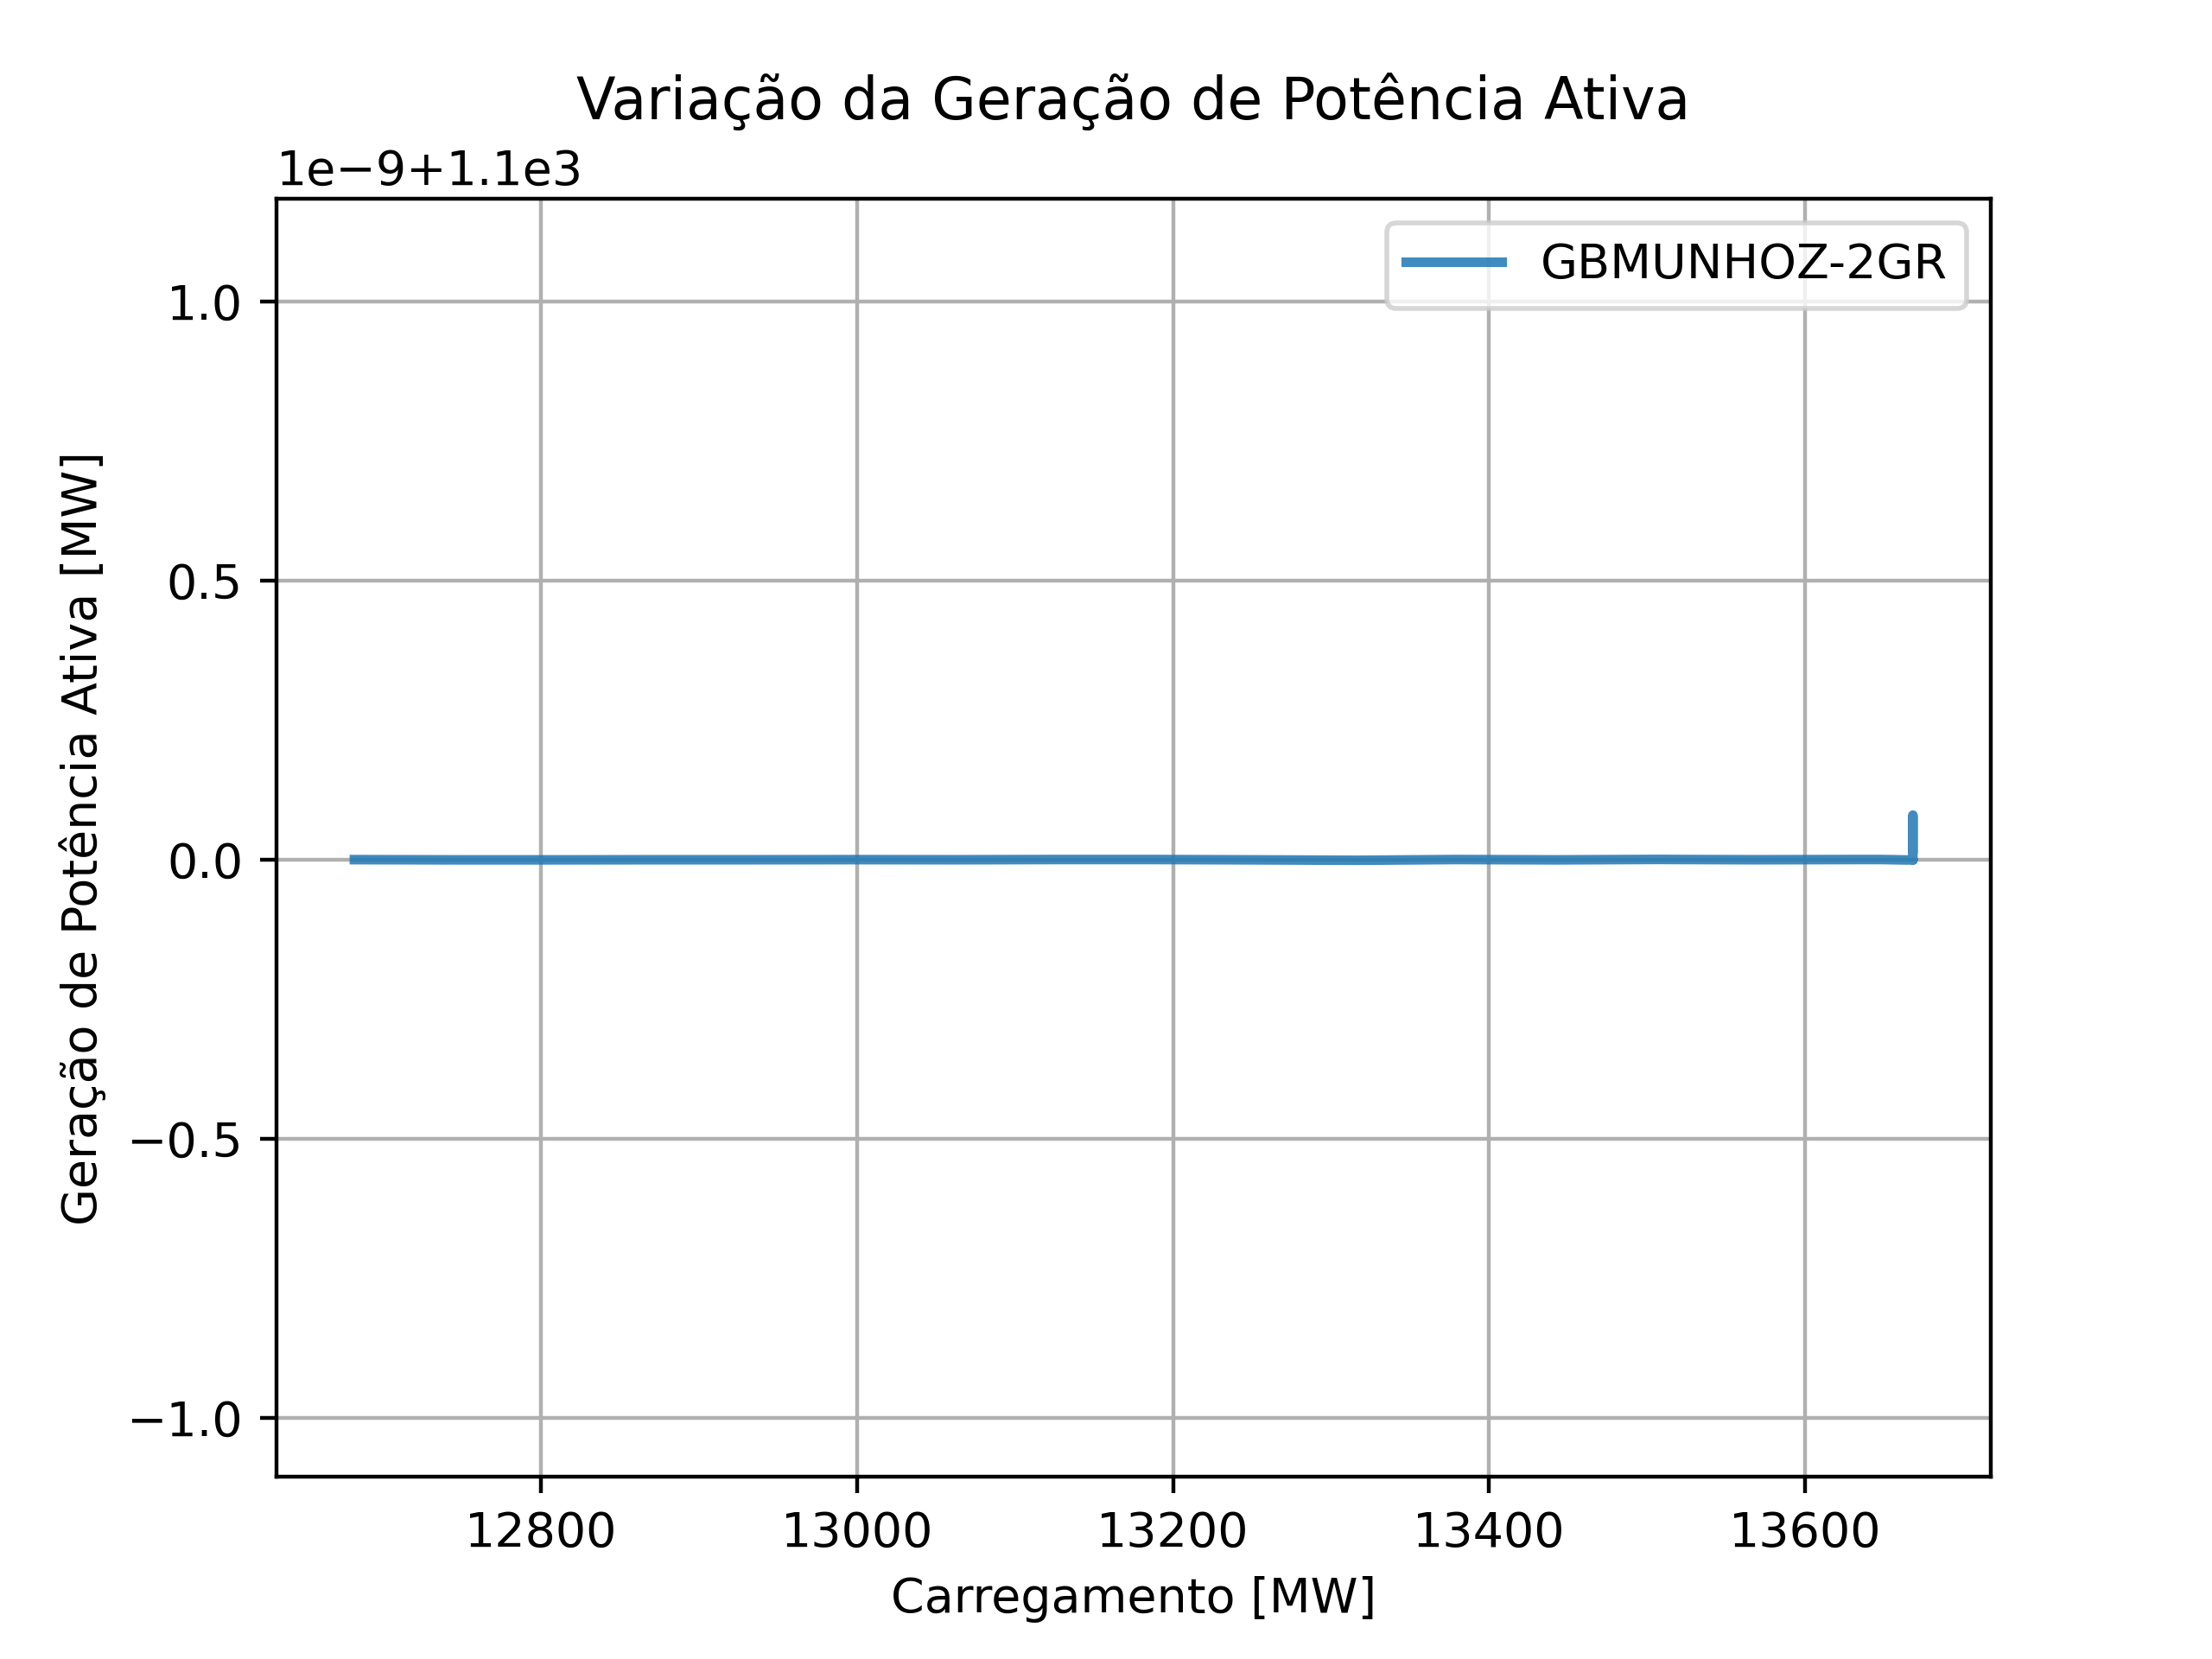 Variação da Geração de Potência Ativa
1e−9+1.1e3
GBMUNHOZ-2GR
1.0
0.5
0.0
−0.5
−1.0
Geração de Potência Ativa [MW]
12800 13000 13200 13400 13600
Carregamento [MW]